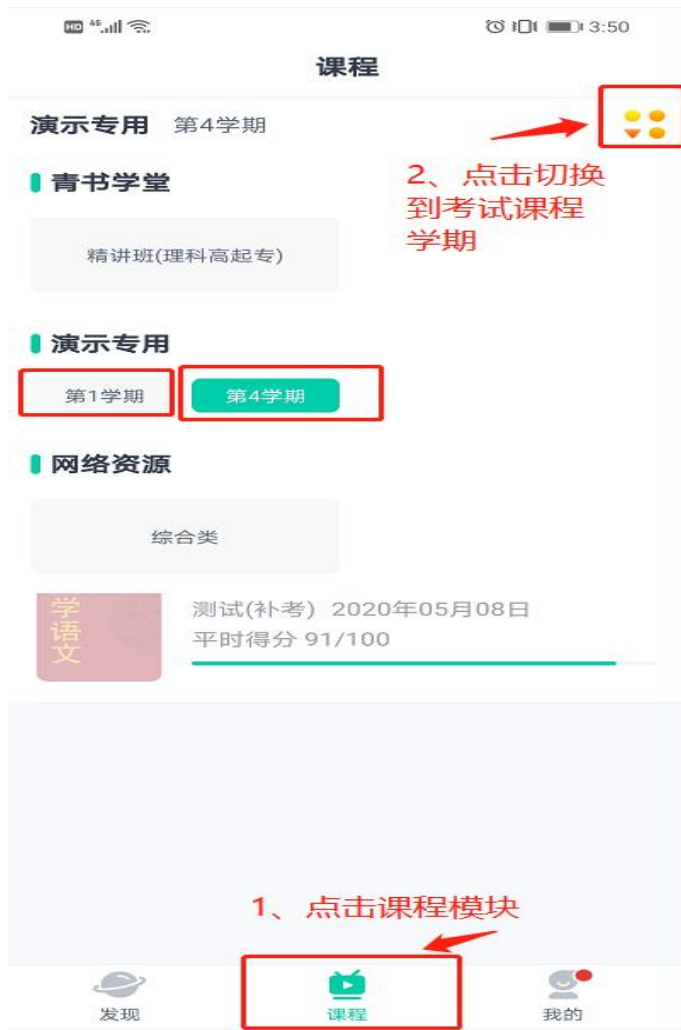 HD 46 3:50
课程
演示专用 第4学期
2、点击切换
到考试课程
学期
青书学堂
精讲班(理科高起专)
演示专用
第1学期 第4学期
网络资源
综合类
学语文
测试(补考) 2020年05月08日
平时得分 91/100
1、点击课程模块
发现 课程 我的